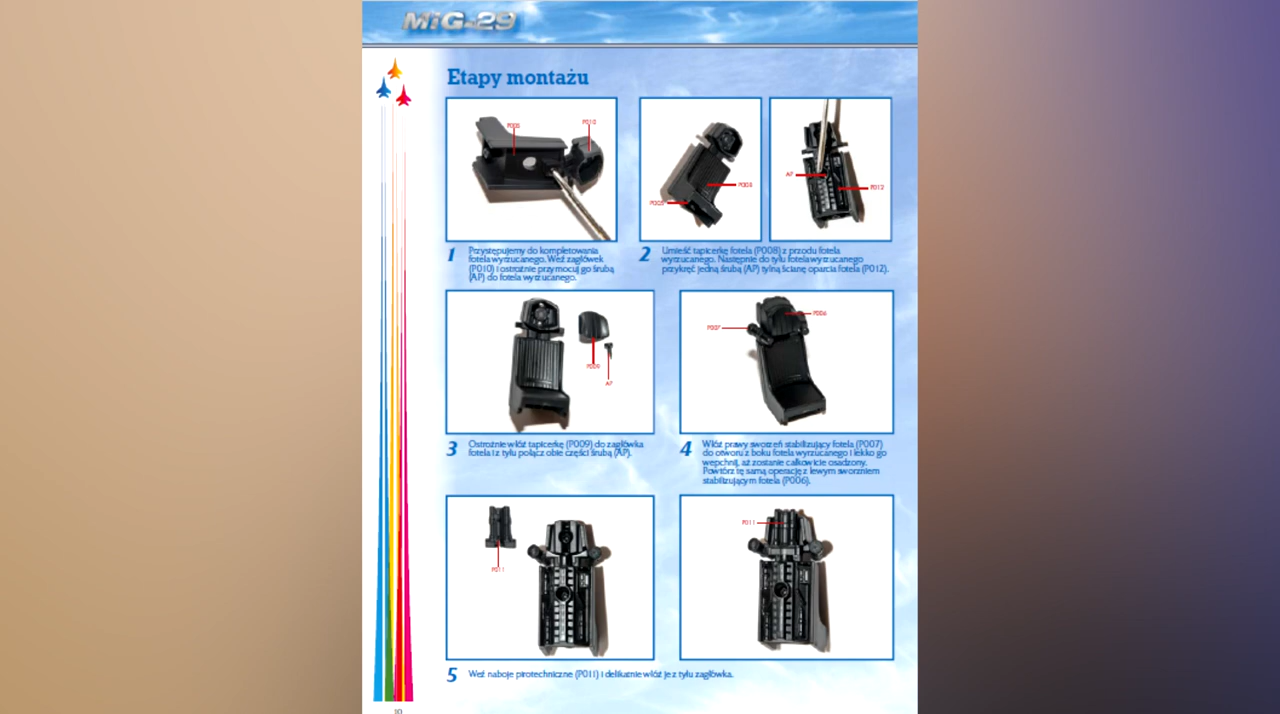 MiG-29
Etapy montażu
P005
P010
P008
P005
AP
P012
1
Przystępujemy do kompletowania
fotela wyrzucanego. Weź zagłówek
(P010) i ostrożnie przymocuj go śrubą
(AP) do fotela wyrzucanego.
2
Umieść tapicerkę fotela (P008) z przodu fotela
wyrzucanego. Następnie do tyłu fotela wyrzucanego
przykręć jedną śrubą (AP) tylną ścianę oparcia fotela (P012).
P009
AP
P007
P006
3
Ostrożnie włóż tapicerkę (P009) do zagłówka
fotela i z tyłu połącz obie części śrubą (AP).
4
Włóż prawy sworzeń stabilizujący fotela (P007)
do otworu z boku fotela wyrzucanego i lekko go
wepchnij, aż zostanie całkowicie osadzony.
Powtórz tę samą operację z lewym sworzniem
stabilizującym fotela (P006).
P011
P011
5
Weź naboje pirotechniczne (P011) i delikatnie włóż je z tyłu zagłówka.
10